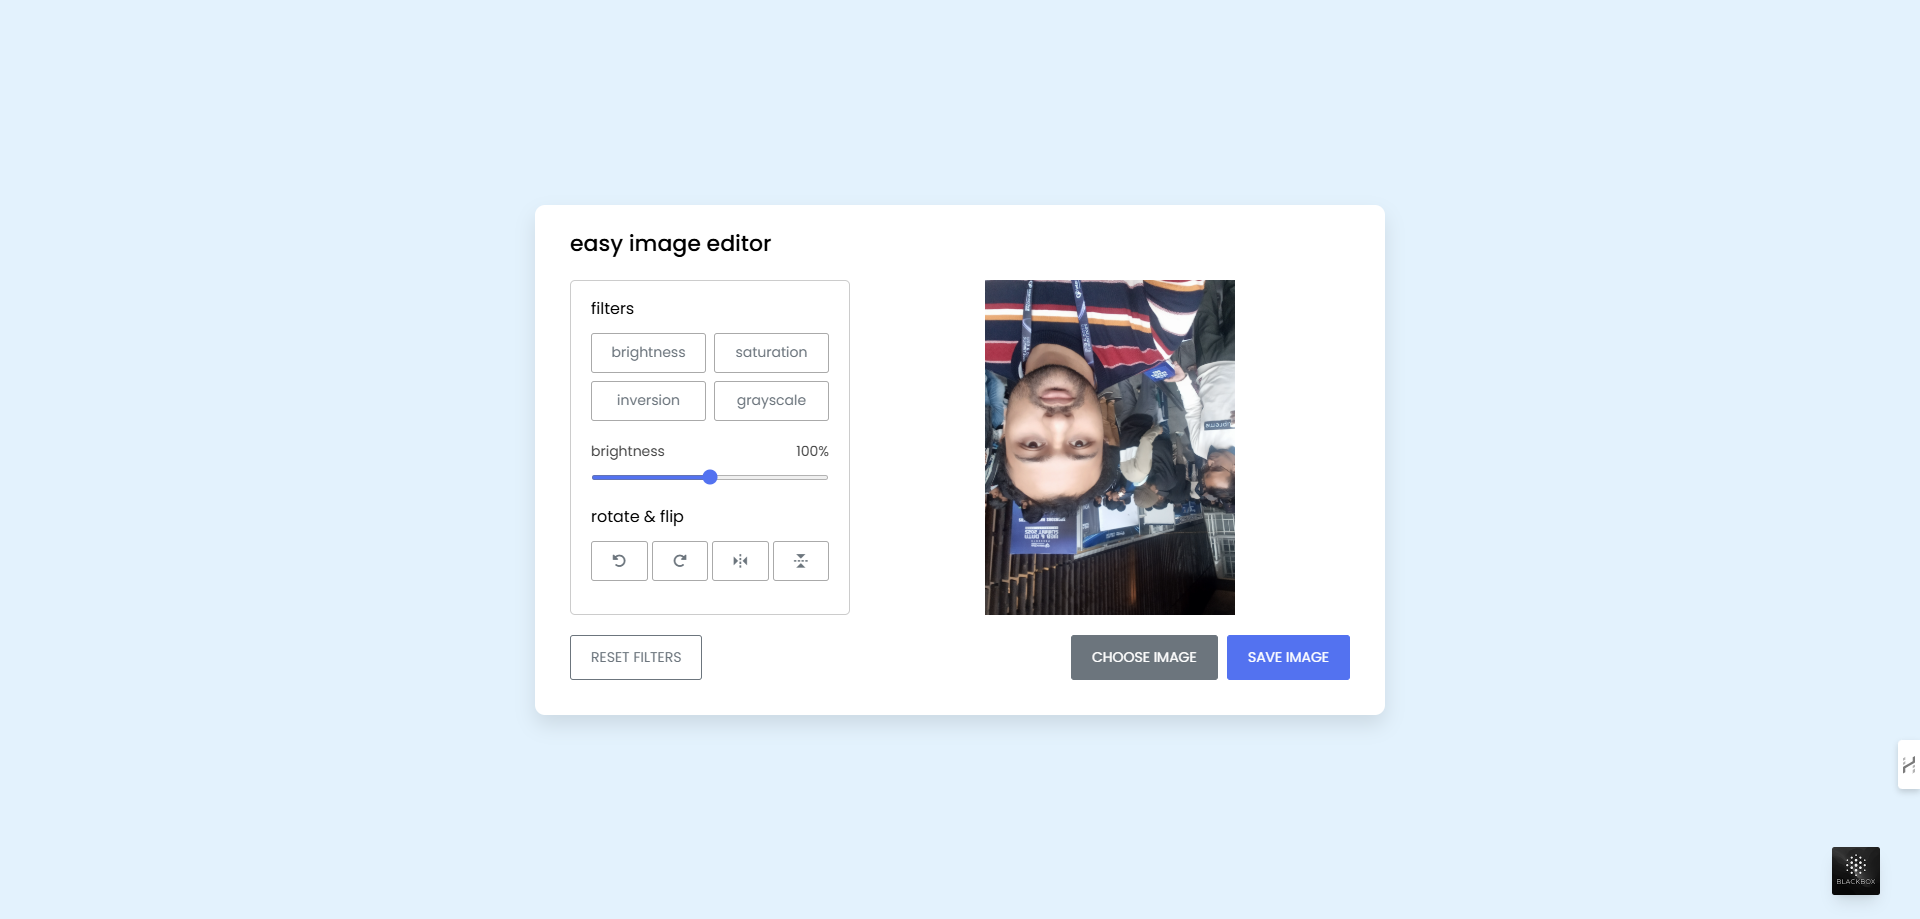 easy image editor
filters
brightness
saturation
inversion
grayscale
brightness
100%
rotate & flip
RESET FILTERS
CHOOSE IMAGE
SAVE IMAGE
BLACKBOX